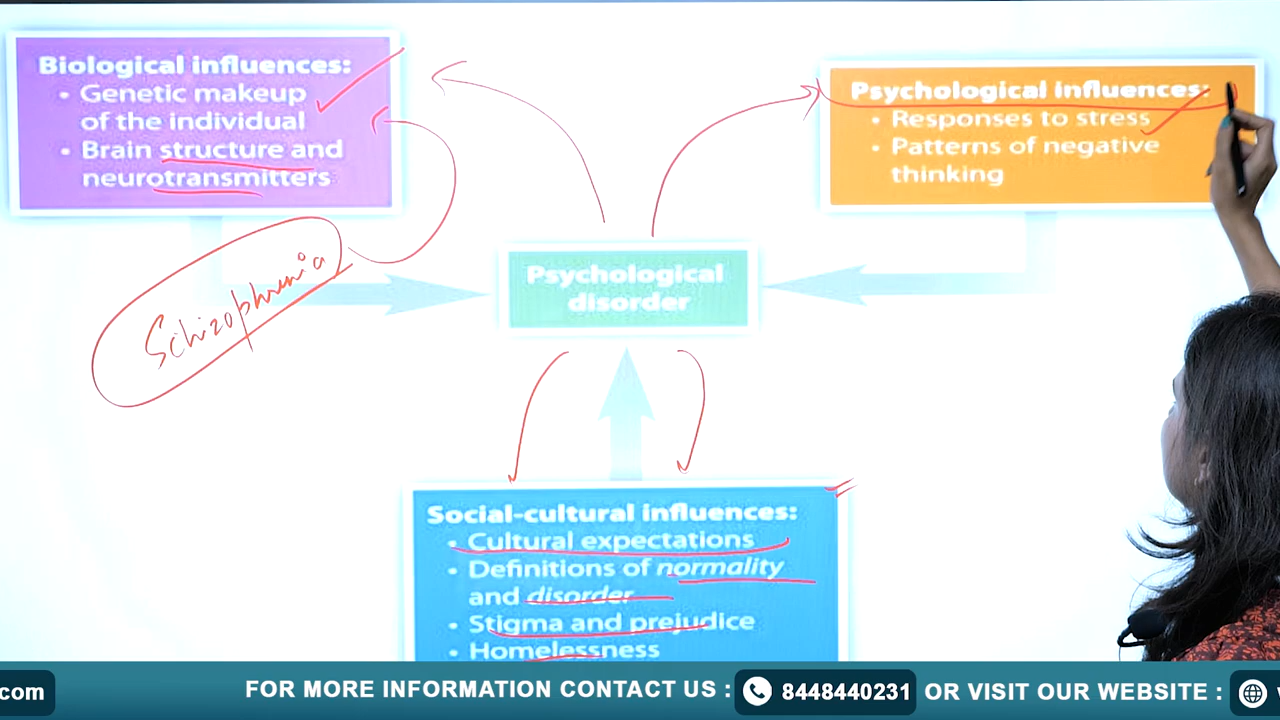 Biological influences:
• Genetic makeup
of the individual
• Brain structure and
neurotransmitters
Psychological influences:
• Responses to stress
• Patterns of negative
thinking
Schizophrenia
Psychological
disorder
Social-cultural influences:
• Cultural expectations
• Definitions of normality
and disorder
• Stigma and prejudice
• Homelessness
.com
FOR MORE INFORMATION CONTACT US :
8448440231
OR VISIT OUR WEBSITE :